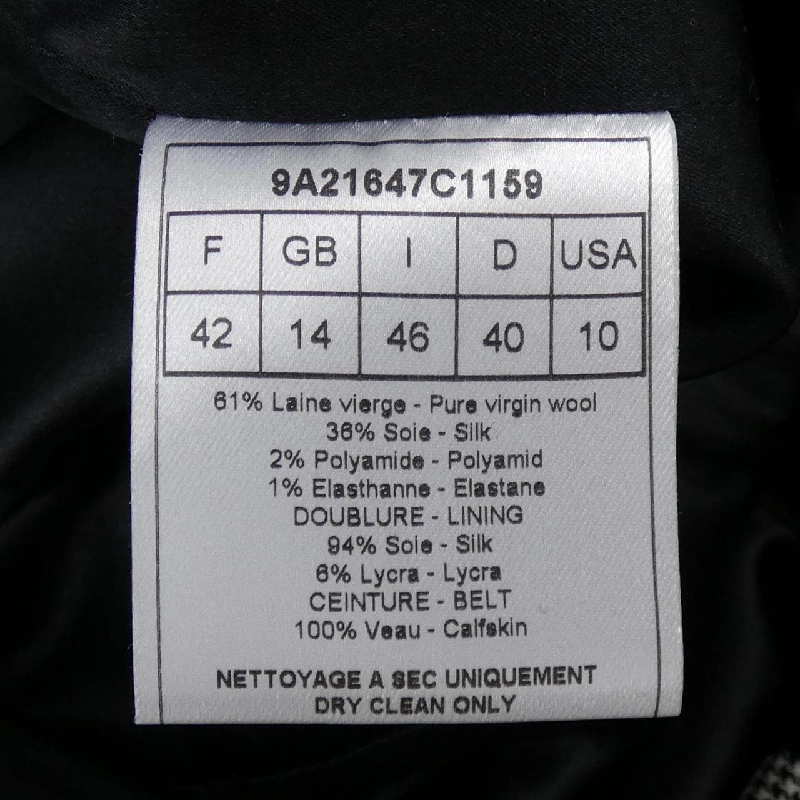 9A21647C1159
F GB I D USA
42 14 46 40 10
61% Laine vierge - Pure virgin wool
36% Soie - Silk
2% Polyamide - Polyamid
1% Elasthanne - Elastane
DOUBLURE - LINING
94% Soie - Silk
6% Lycra - Lycra
CEINTURE - BELT
100% Veau - Calfskin
NETTOYAGE A SEC UNIQUEMENT
DRY CLEAN ONLY